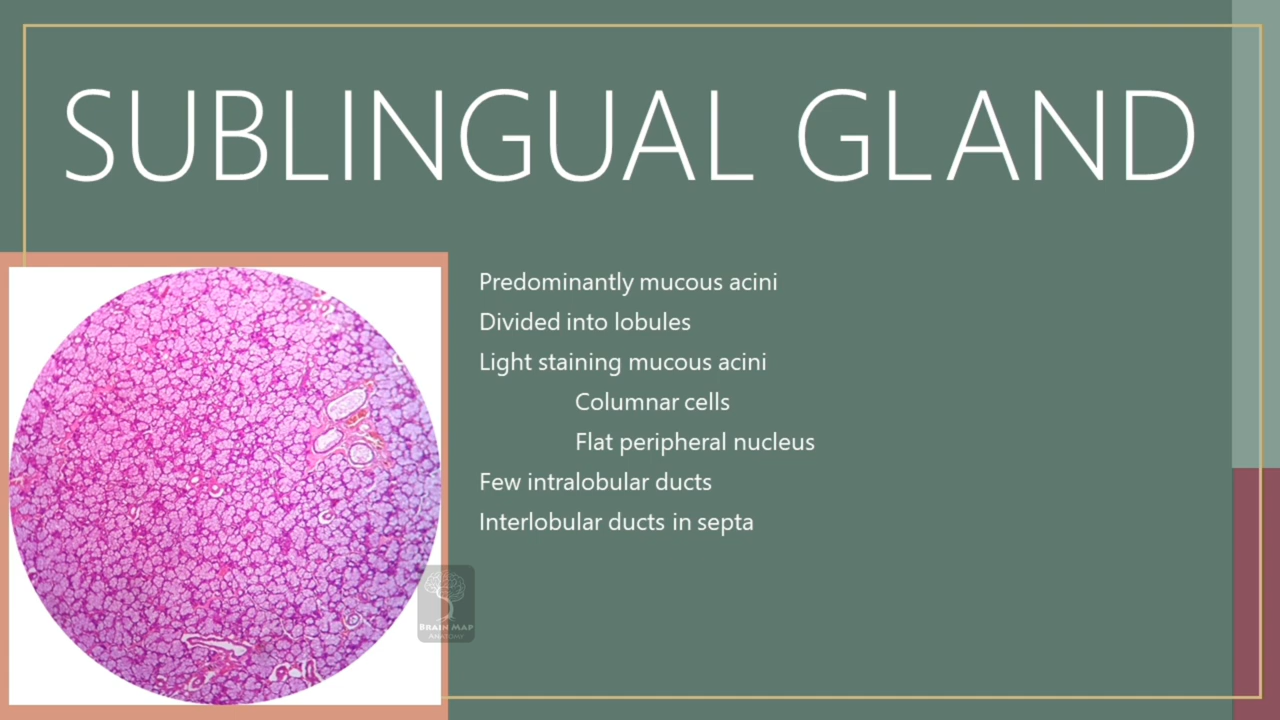 SUBLINGUAL GLAND
Predominantly mucous acini
Divided into lobules
Light staining mucous acini
Columnar cells
Flat peripheral nucleus
Few intralobular ducts
Interlobular ducts in septa
BRAIN MAP
ANATOMY